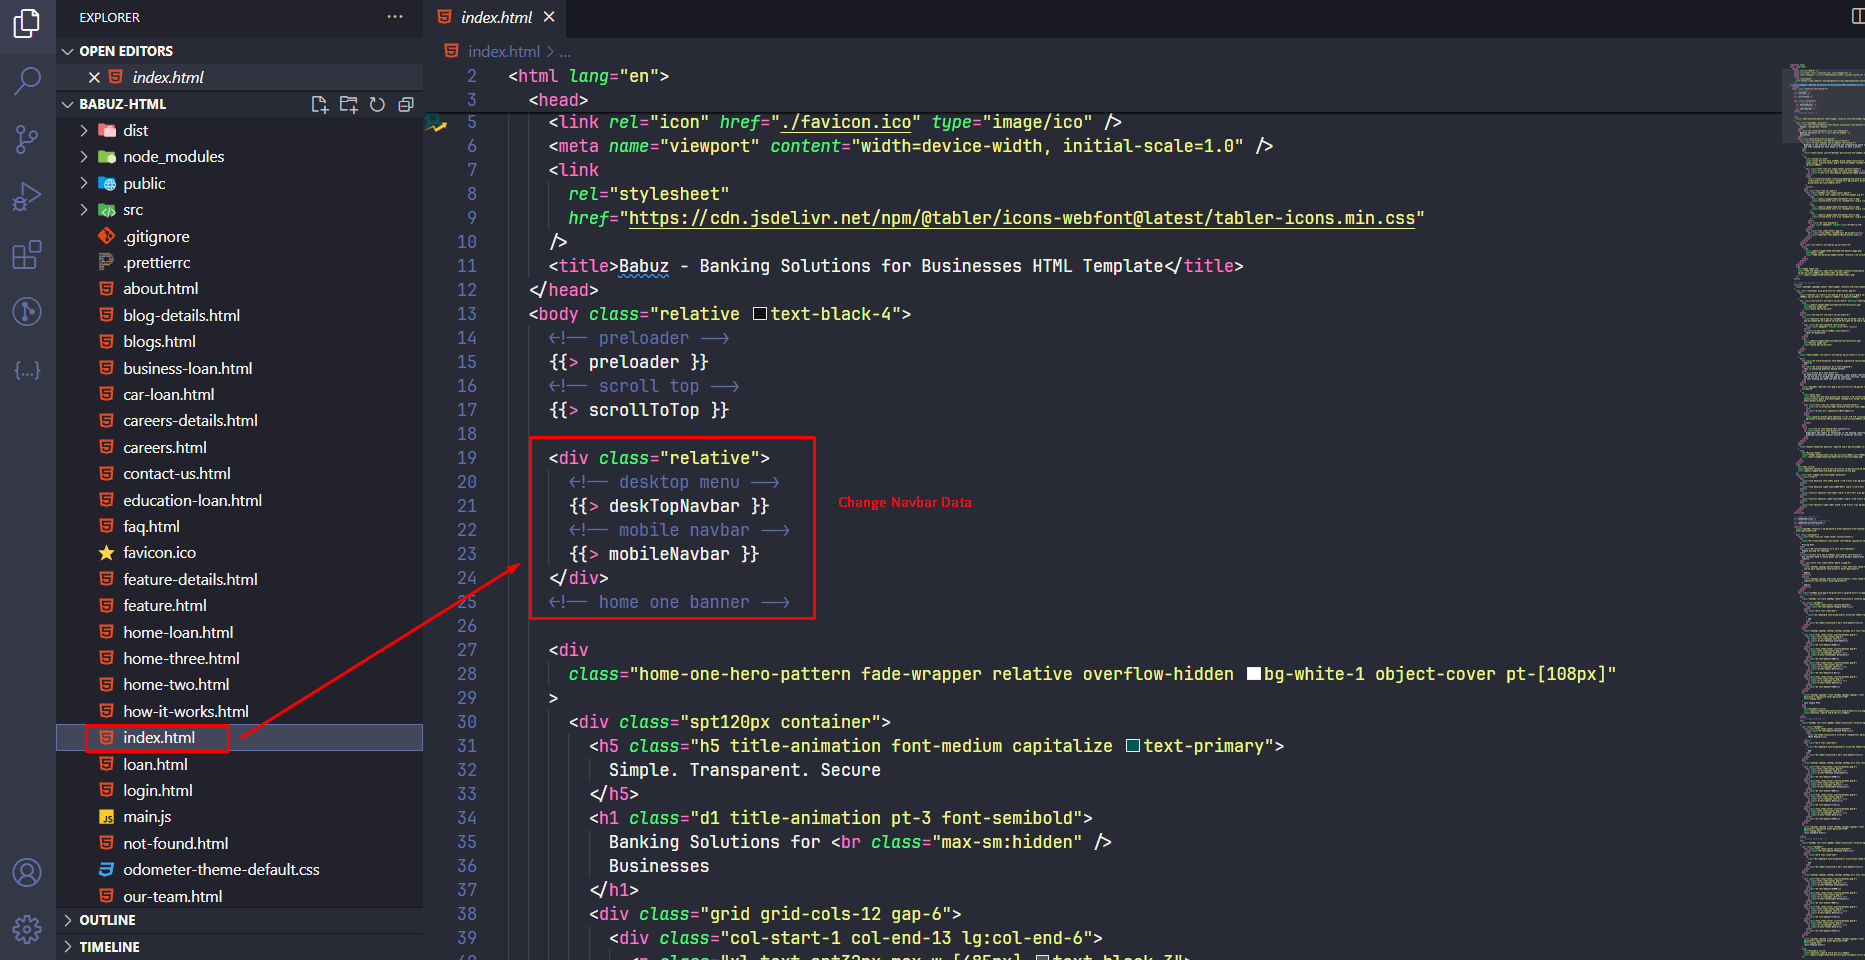 EXPLORER
···
OPEN EDITORS
index.html
BABUZ-HTML
dist
node_modules
public
src
.gitignore
.prettierrc
about.html
blog-details.html
blogs.html
business-loan.html
car-loan.html
careers-details.html
careers.html
contact-us.html
education-loan.html
faq.html
favicon.ico
feature-details.html
feature.html
home-loan.html
home-three.html
home-two.html
how-it-works.html
index.html
loan.html
login.html
main.js
not-found.html
odometer-theme-default.css
our-team.html
OUTLINE
TIMELINE
index.html
index.html > ...
2 <html lang="en">
3 <head>
5 <link rel="icon" href="./favicon.ico" type="image/ico" />
6 <meta name="viewport" content="width=device-width, initial-scale=1.0" />
7 <link
8 rel="stylesheet"
9 href="https://cdn.jsdelivr.net/npm/@tabler/icons-webfont@latest/tabler-icons.min.css"
10 />
11 <title>Babuz - Banking Solutions for Businesses HTML Template</title>
12 </head>
13 <body class="relative text-black-4">
14 <!-- preloader -->
15 {{> preloader }}
16 <!-- scroll top -->
17 {{> scrollToTop }}
18
19 <div class="relative">
20 <!-- desktop menu -->
21 {{> deskTopNavbar }}
22 <!-- mobile navbar -->
23 {{> mobileNavbar }}
24 </div>
25 <!-- home one banner -->
26
27 <div
28 class="home-one-hero-pattern fade-wrapper relative overflow-hidden bg-white-1 object-cover pt-[108px]"
29 >
30 <div class="spt120px container">
31 <h5 class="h5 title-animation font-medium capitalize text-primary">
32 Simple. Transparent. Secure
33 </h5>
34 <h1 class="d1 title-animation pt-3 font-semibold">
35 Banking Solutions for <br class="max-sm:hidden" />
36 Businesses
37 </h1>
38 <div class="grid grid-cols-12 gap-6">
39 <div class="col-start-1 col-end-13 lg:col-end-6">
Change Navbar Data